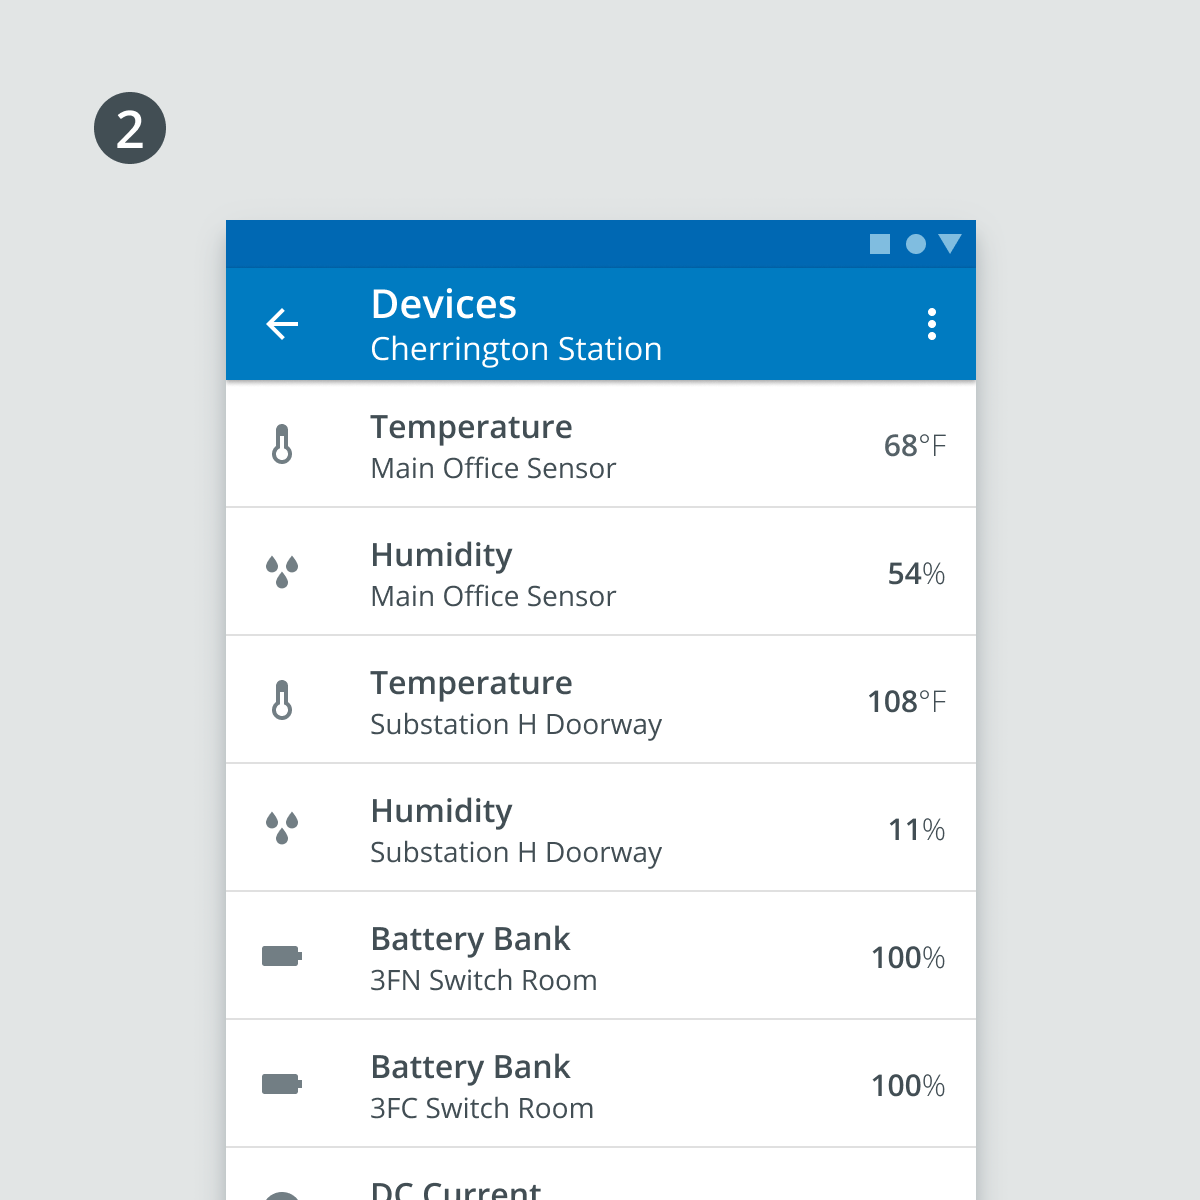 2
Devices
Cherrington Station
Temperature
Main Office Sensor
68°F
Humidity
Main Office Sensor
54%
Temperature
Substation H Doorway
108°F
Humidity
Substation H Doorway
11%
Battery Bank
3FN Switch Room
100%
Battery Bank
3FC Switch Room
100%
DC Current